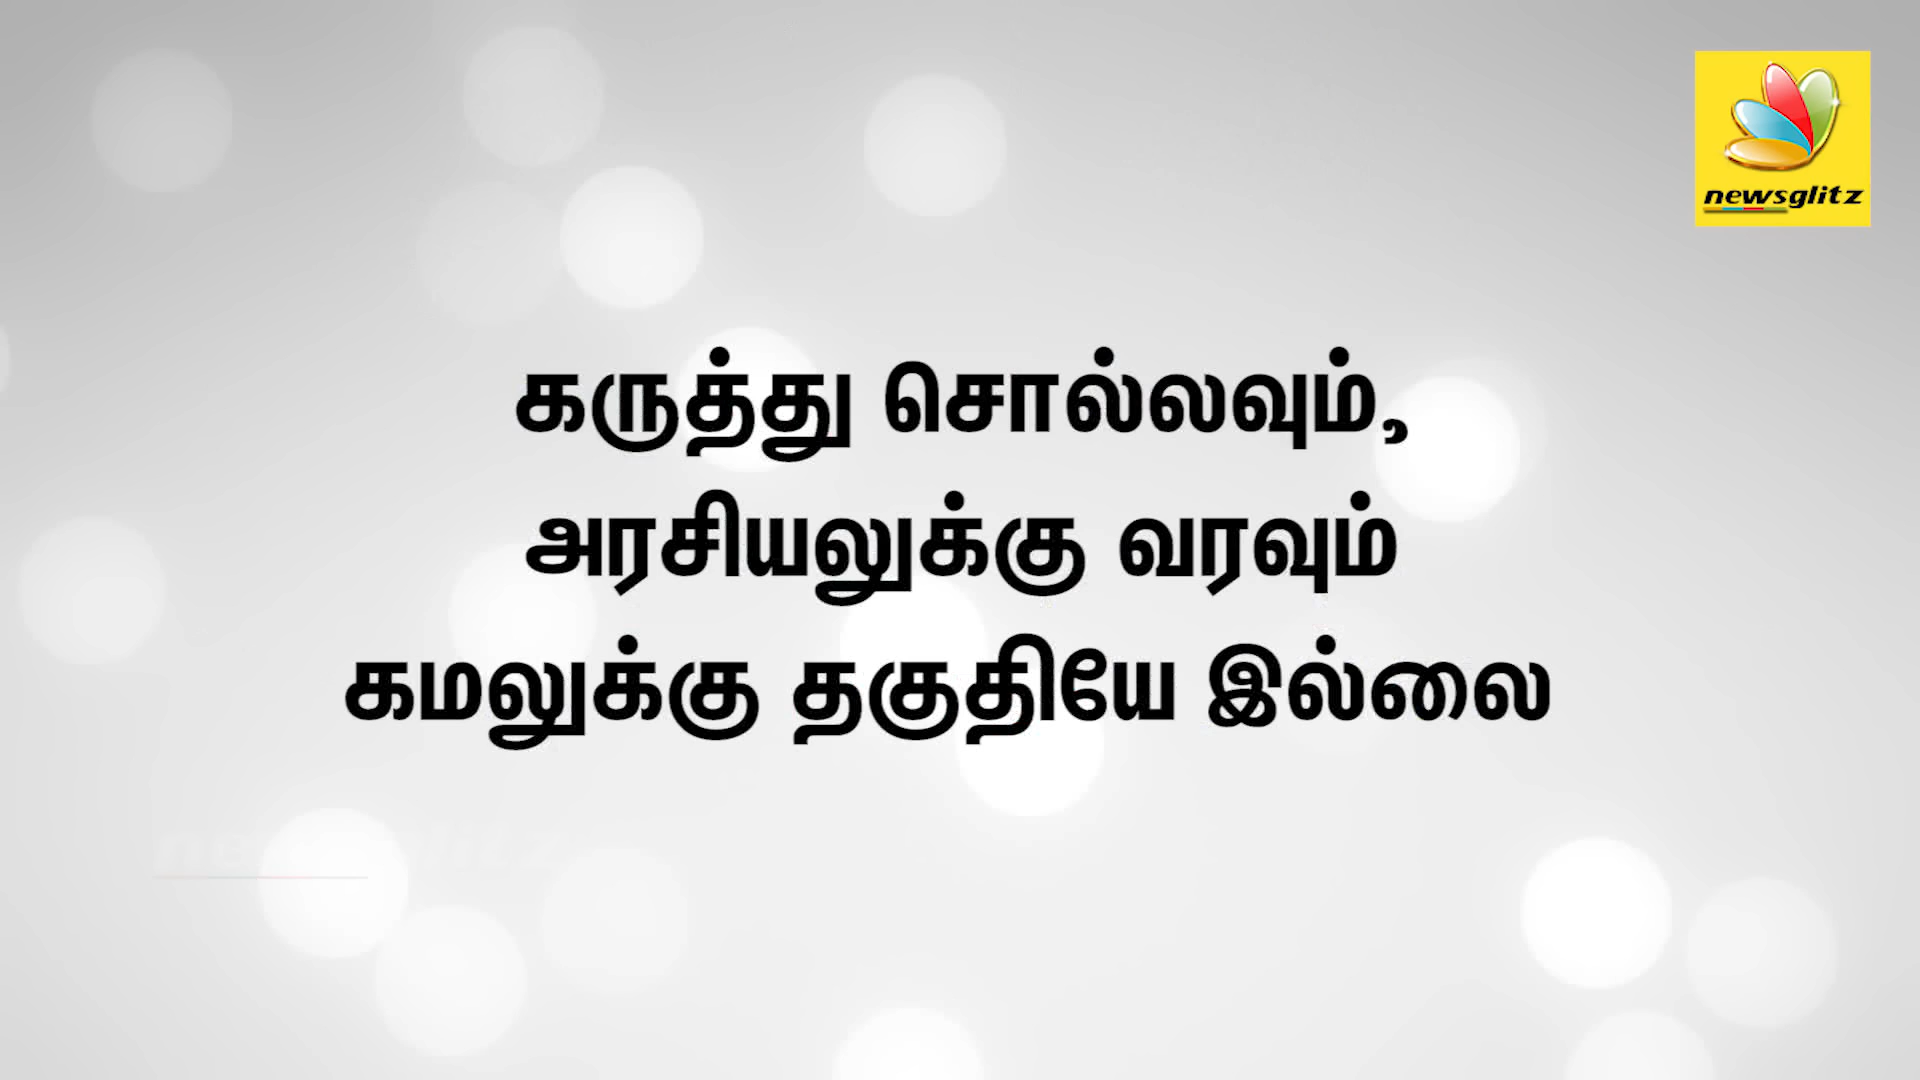 newsglitz
கருத்து சொல்லவும்,
அரசியலுக்கு வரவும்
கமலுக்கு தகுதியே இல்லை